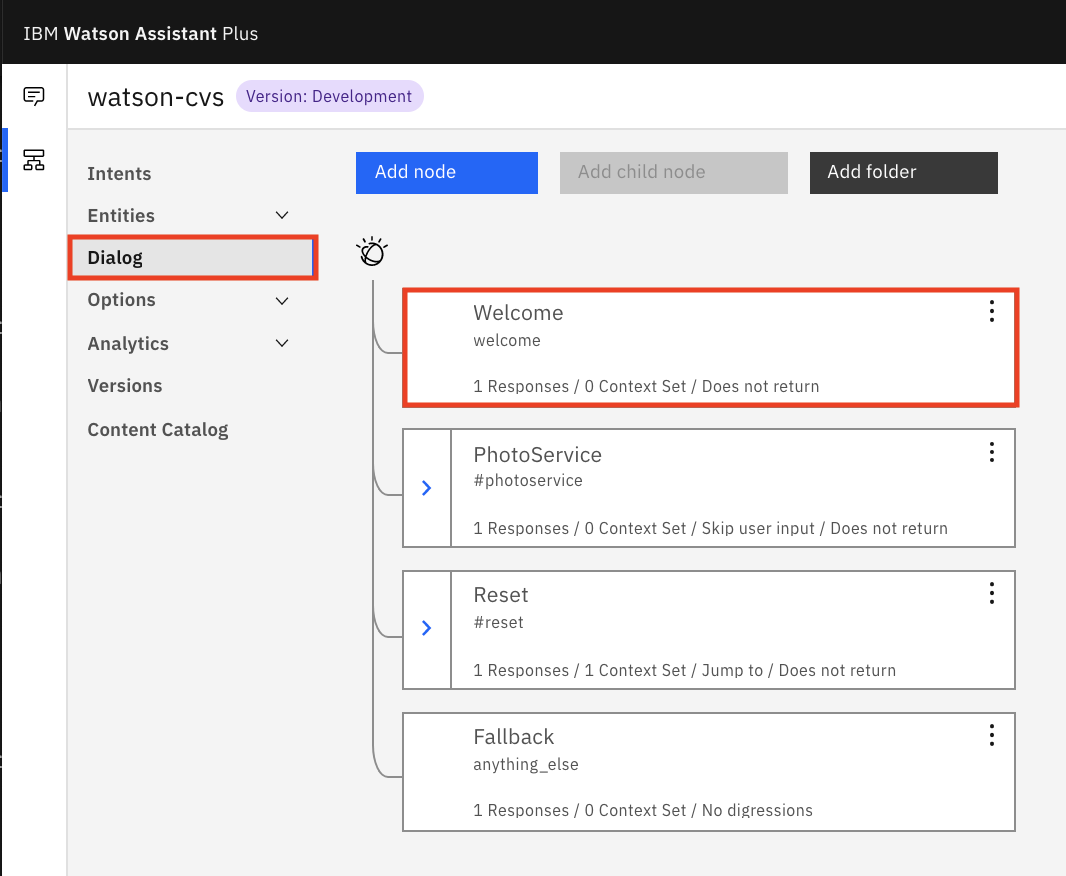 IBM Watson Assistant Plus
watson-cvs
Version: Development
Intents
Entities
Dialog
Options
Analytics
Versions
Content Catalog
Add node
Add child node
Add folder
Welcome
welcome
1 Responses / 0 Context Set / Does not return
PhotoService
#photoservice
1 Responses / 0 Context Set / Skip user input / Does not return
Reset
#reset
1 Responses / 1 Context Set / Jump to / Does not return
Fallback
anything_else
1 Responses / 0 Context Set / No digressions